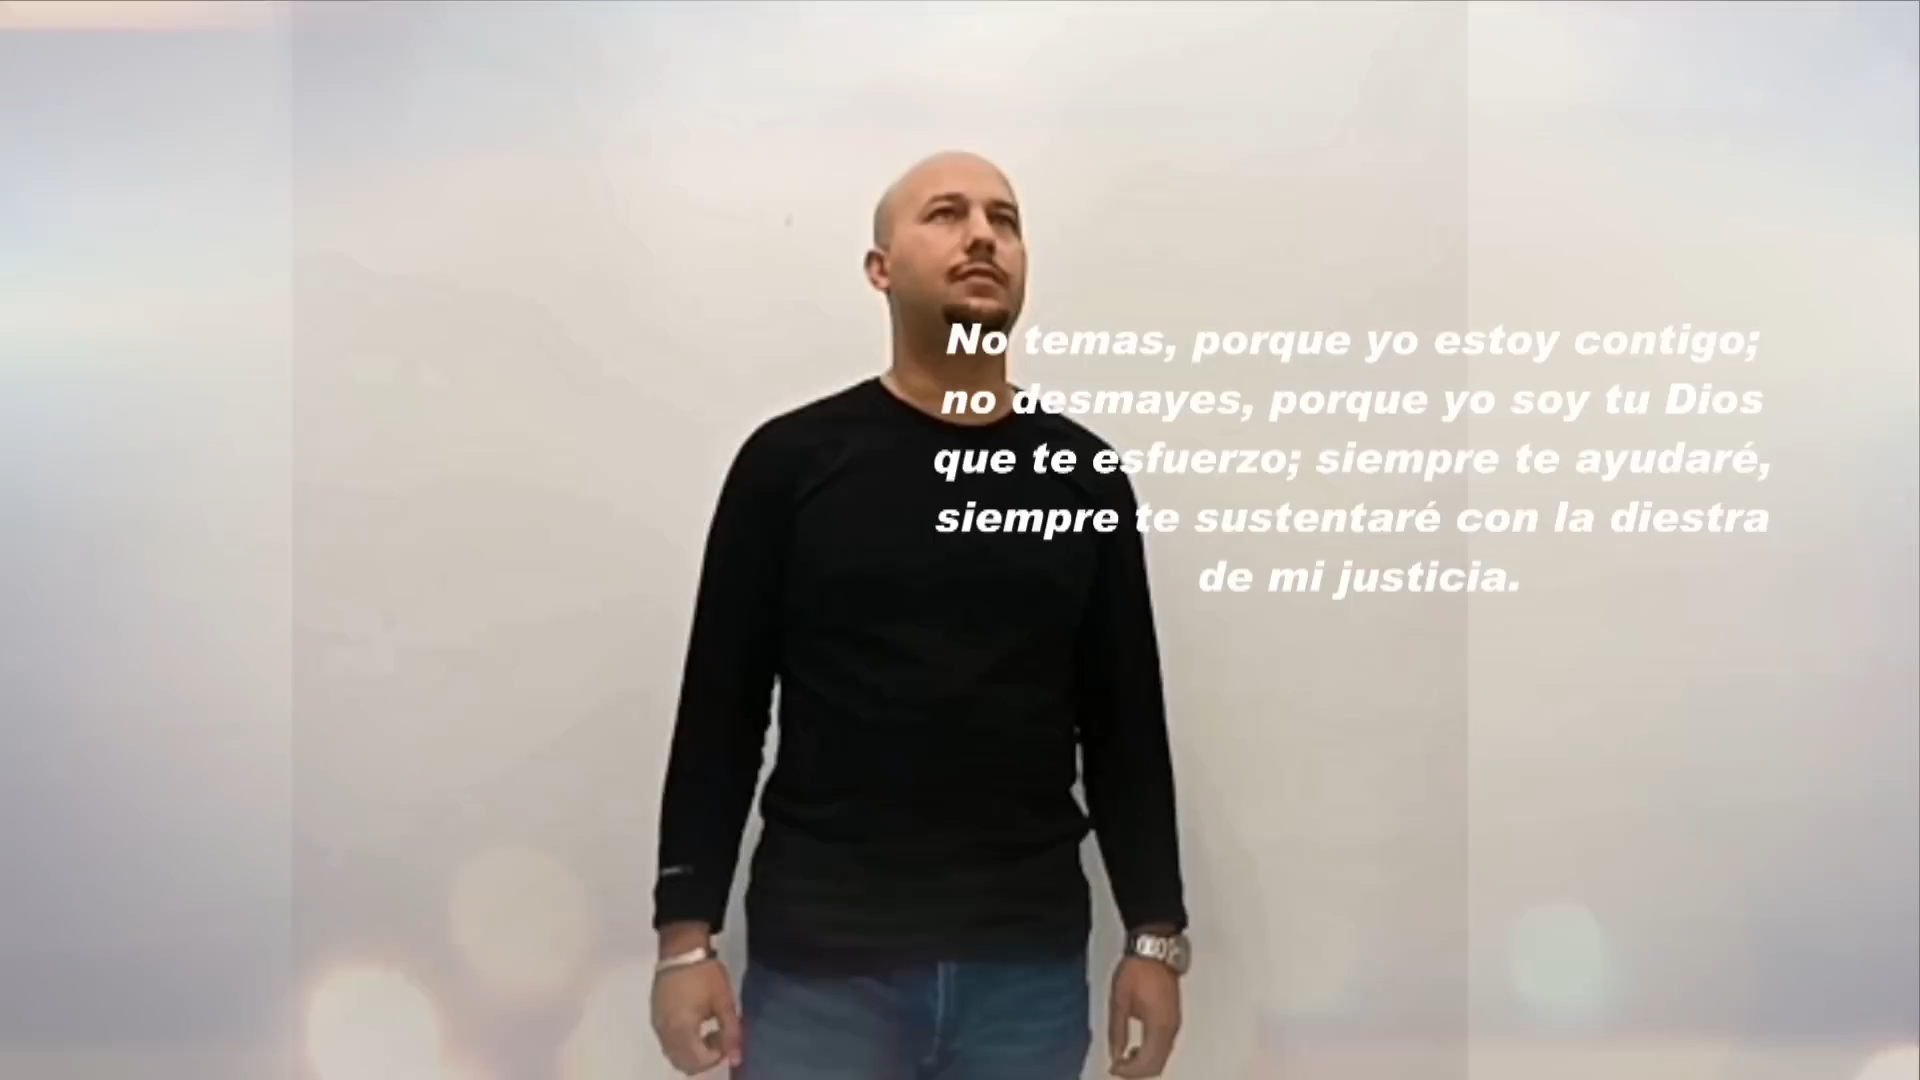 No temas, porque yo estoy contigo;
no desmayes, porque yo soy tu Dios
que te esfuerzo; siempre te ayudaré,
siempre te sustentaré con la diestra
de mi justicia.